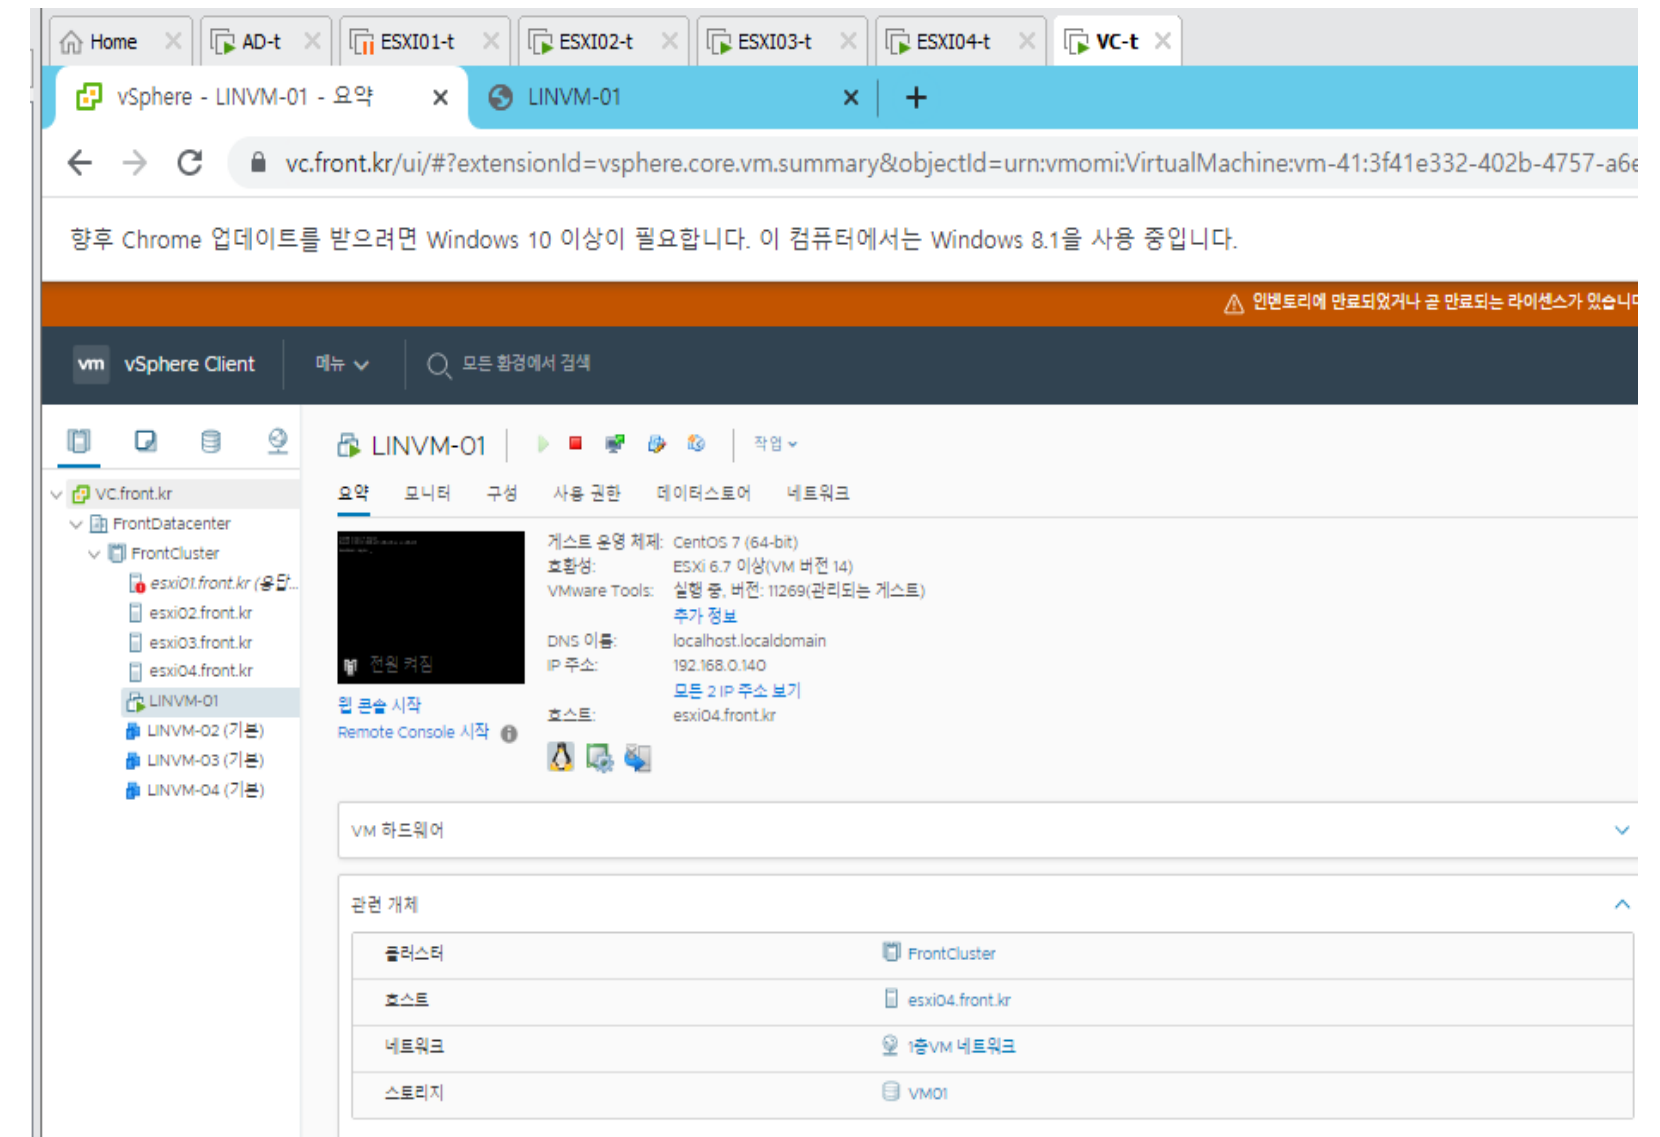 Home AD-t ESXI01-t ESXI02-t ESXI03-t ESXI04-t VC-t
vSphere - LINVM-01 - 요약 LINVM-01
vc.front.kr/ui/#?extensionId=vsphere.core.vm.summary&objectId=urn:vmomi:VirtualMachine:vm-41:3f41e332-402b-4757-a6e
향후 Chrome 업데이트를 받으려면 Windows 10 이상이 필요합니다. 이 컴퓨터에서는 Windows 8.1을 사용 중입니다.
인벤토리에 만료되었거나 곧 만료되는 라이센스가 있습니다
vm vSphere Client 메뉴 모든 환경에서 검색
VC.front.kr
FrontDatacenter
FrontCluster
esxi01.front.kr (응답...
esxi02.front.kr
esxi03.front.kr
esxi04.front.kr
LINVM-01
LINVM-02 (기본)
LINVM-03 (기본)
LINVM-04 (기본)
LINVM-01 작업
요약 모니터 구성 사용 권한 데이터스토어 네트워크
전원 켜짐
웹 콘솔 시작
Remote Console 시작
게스트 운영 체제: CentOS 7 (64-bit)
호환성: ESXi 6.7 이상(VM 버전 14)
VMware Tools: 실행 중, 버전: 11269(관리되는 게스트)
추가 정보
DNS 이름: localhost.localdomain
IP 주소: 192.168.0.140
모든 2 IP 주소 보기
호스트: esxi04.front.kr
VM 하드웨어
관련 개체
클러스터 FrontCluster
호스트 esxi04.front.kr
네트워크 1층VM 네트워크
스토리지 VM01